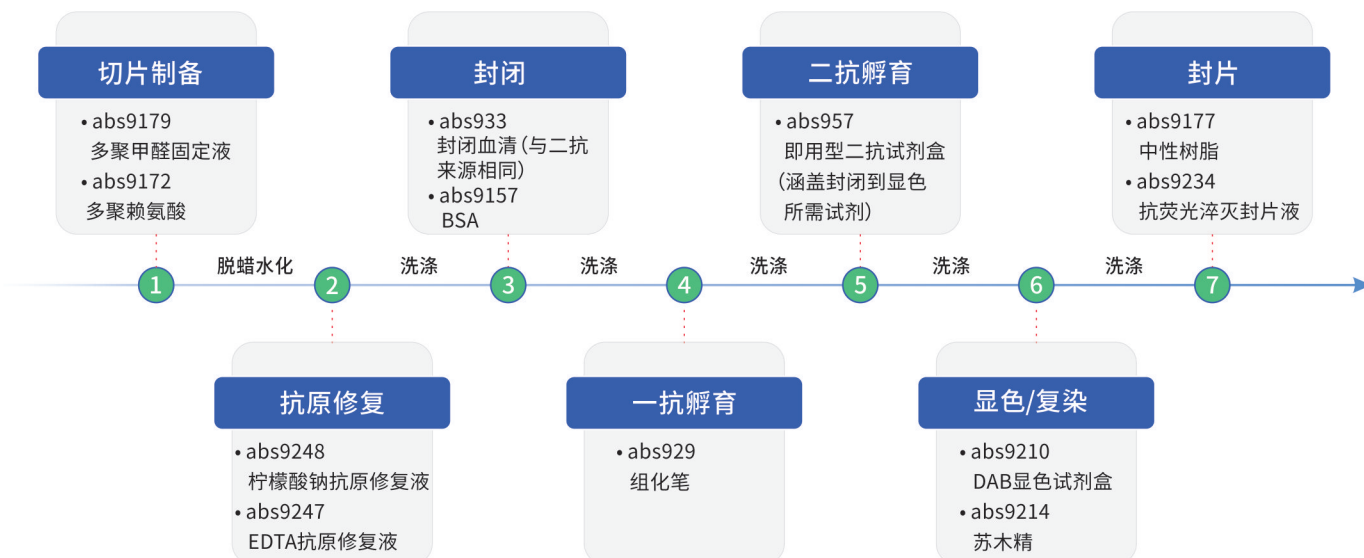 切片制备
• abs9179
多聚甲醛固定液
• abs9172
多聚赖氨酸
封闭
• abs933
封闭血清（与二抗
来源相同）
• abs9157
BSA
二抗孵育
• abs957
即用型二抗试剂盒
（涵盖封闭到显色
所需试剂）
封片
• abs9177
中性树脂
• abs9234
抗荧光淬灭封片液
1
脱蜡水化
2
洗涤
3
洗涤
4
洗涤
5
洗涤
6
洗涤
7
抗原修复
• abs9248
柠檬酸钠抗原修复液
• abs9247
EDTA抗原修复液
一抗孵育
• abs929
组化笔
显色/复染
• abs9210
DAB显色试剂盒
• abs9214
苏木精